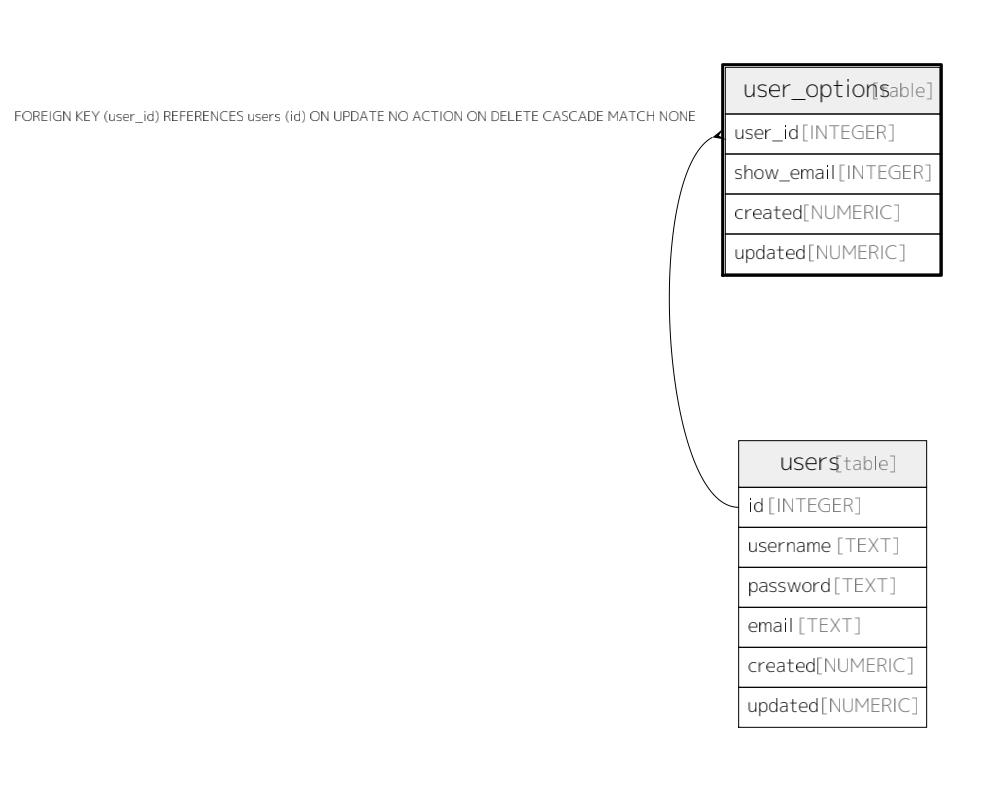 user_options [table]
FOREIGN KEY (user_id) REFERENCES users (id) ON UPDATE NO ACTION ON DELETE CASCADE MATCH NONE
user_id [INTEGER]
show_email [INTEGER]
created [NUMERIC]
updated [NUMERIC]
users [table]
id [INTEGER]
username [TEXT]
password [TEXT]
email [TEXT]
created [NUMERIC]
updated [NUMERIC]